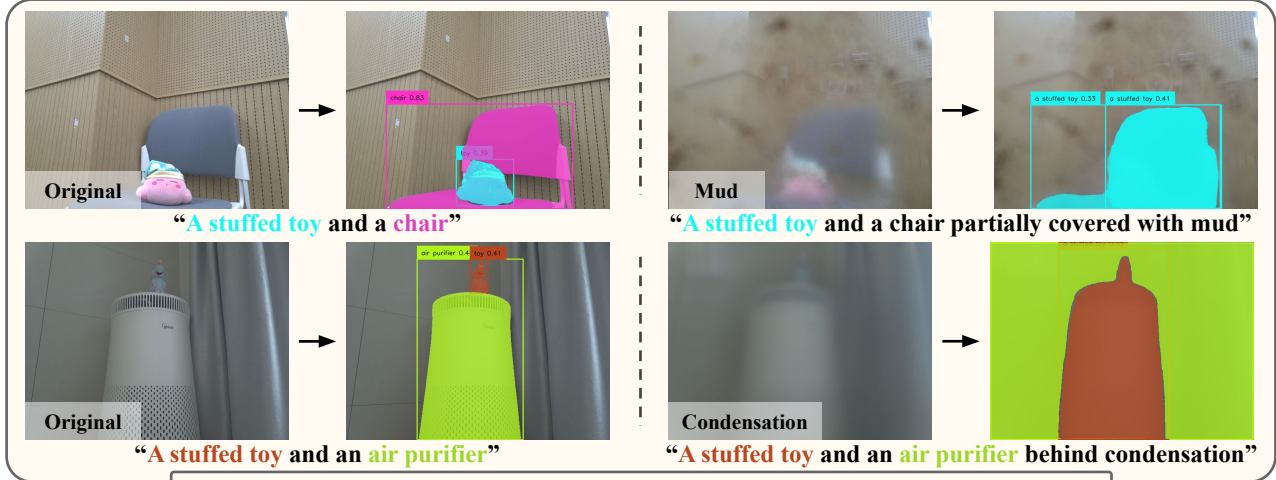 chair 0.83
toy 0.39
Original
"A stuffed toy and a chair"
a stuffed toy 0.33
a stuffed toy 0.41
Mud
"A stuffed toy and a chair partially covered with mud"
air purifier 0.4
toy 0.41
Original
"A stuffed toy and an air purifier"
Condensation
"A stuffed toy and an air purifier behind condensation"